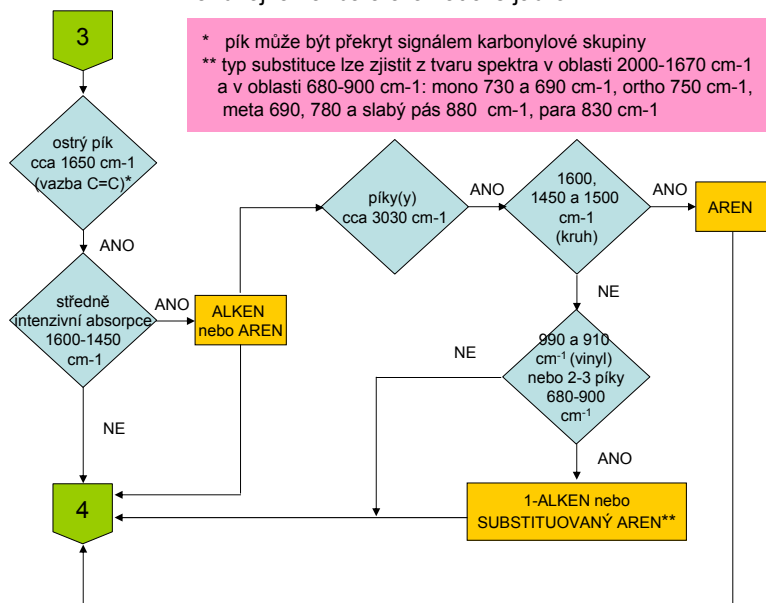 3
* pík může být překryt signálem karbonylové skupiny
** typ substituce lze zjistit z tvaru spektra v oblasti 2000-1670 cm-1
a v oblasti 680-900 cm-1: mono 730 a 690 cm-1, ortho 750 cm-1,
meta 690, 780 a slabý pás 880 cm-1, para 830 cm-1
ostrý pík
cca 1650 cm-1
(vazba C=C)*
ANO
středně
intenzivní absorpce
1600-1450
cm-1
ANO
ALKEN
nebo AREN
píky(y)
cca 3030 cm-1
ANO
1600,
1450 a 1500
cm-1
(kruh)
ANO
AREN
NE
990 a 910
cm-1 (vinyl)
nebo 2-3 píky
680-900
cm-1
NE
ANO
NE
4
1-ALKEN nebo
SUBSTITUOVANÝ AREN**